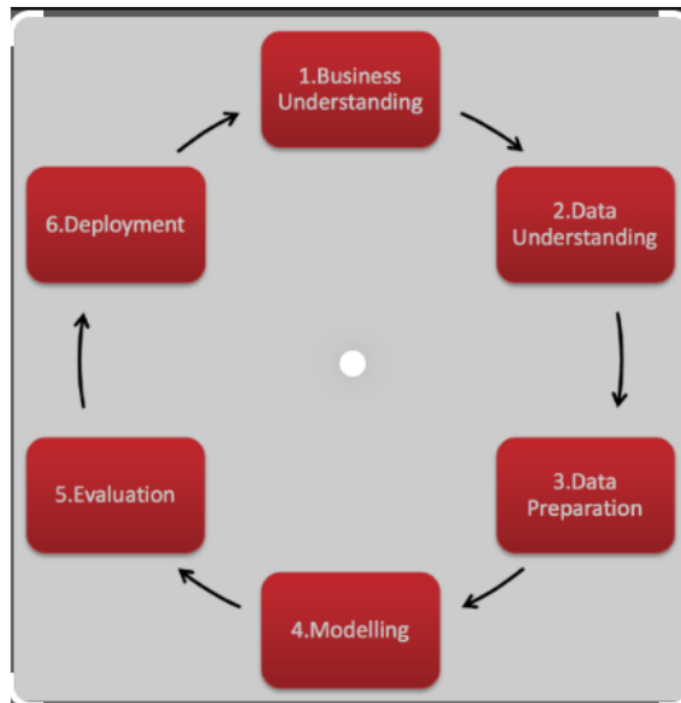 1.Business
Understanding
2.Data
Understanding
3.Data
Preparation
4.Modelling
5.Evaluation
6.Deployment